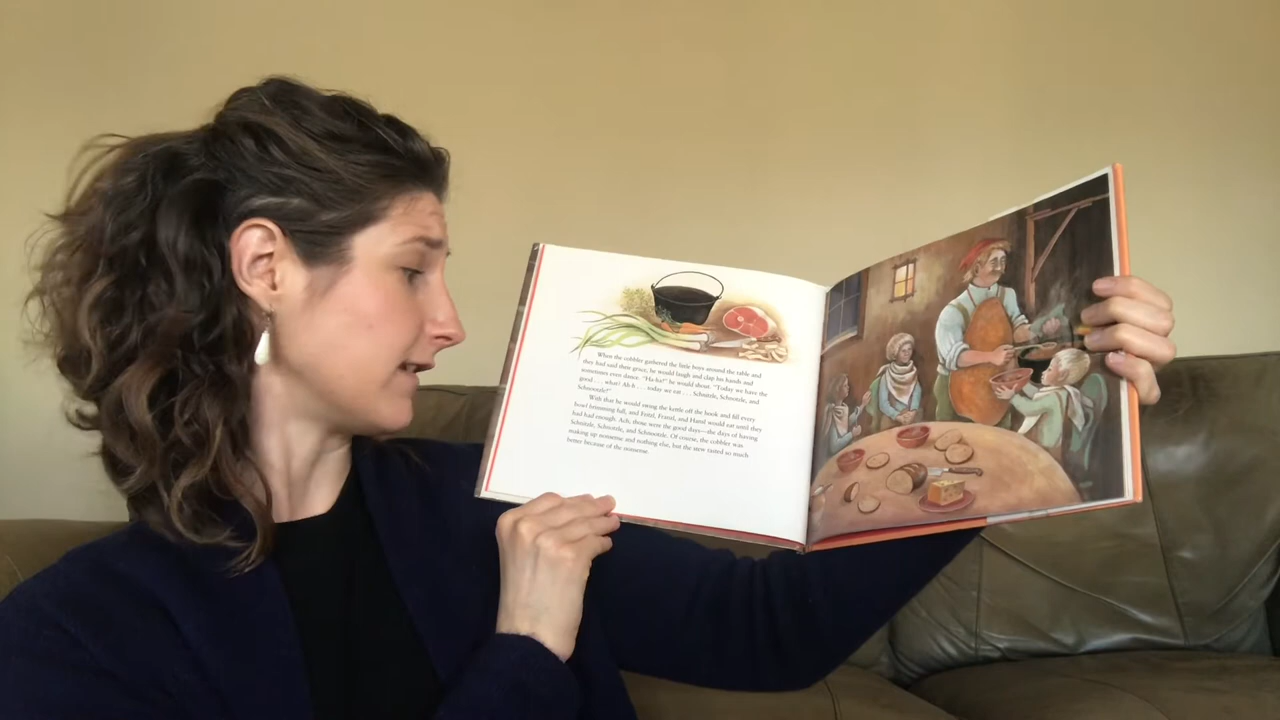 When the cobbler gathered the little boys around the table and
they had said their grace, he would laugh and clap his hands and
sometimes even dance. "Ha-ha!" he would shout. "Today we have the
good . . . what? Ah-h . . . today we eat . . . Schnitzle, Schnotzle, and
Schnootzle!"
With that he would swing the kettle off the hook and fill every
bowl brimming full, and Fritzl, Franzl, and Hansl would eat until they
had had enough. Ach, those were the good days—the days of having
Schnitzle, Schnotzle, and Schnootzle. Of course, the cobbler was
making up nonsense and nothing else, but the stew tasted so much
better because of the nonsense.